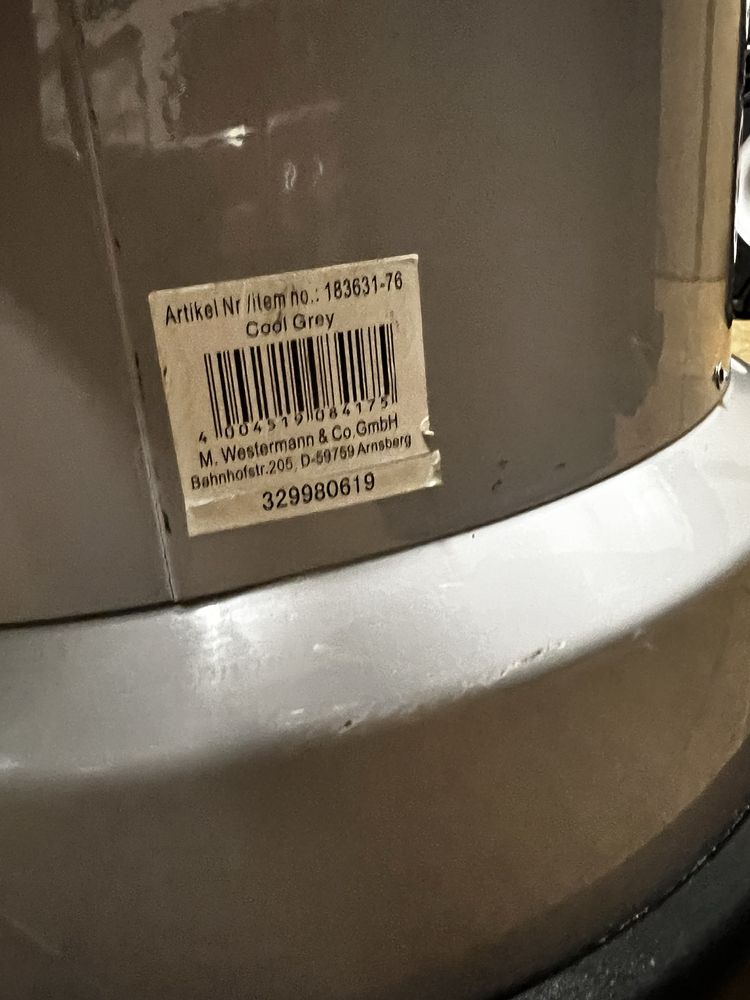 Artikel Nr /item no.: 183631-76
Cool Grey
4 004519 084175
M. Westermann & Co.GmbH
Bahnhofstr.205, D-59759 Arnsberg
329980619